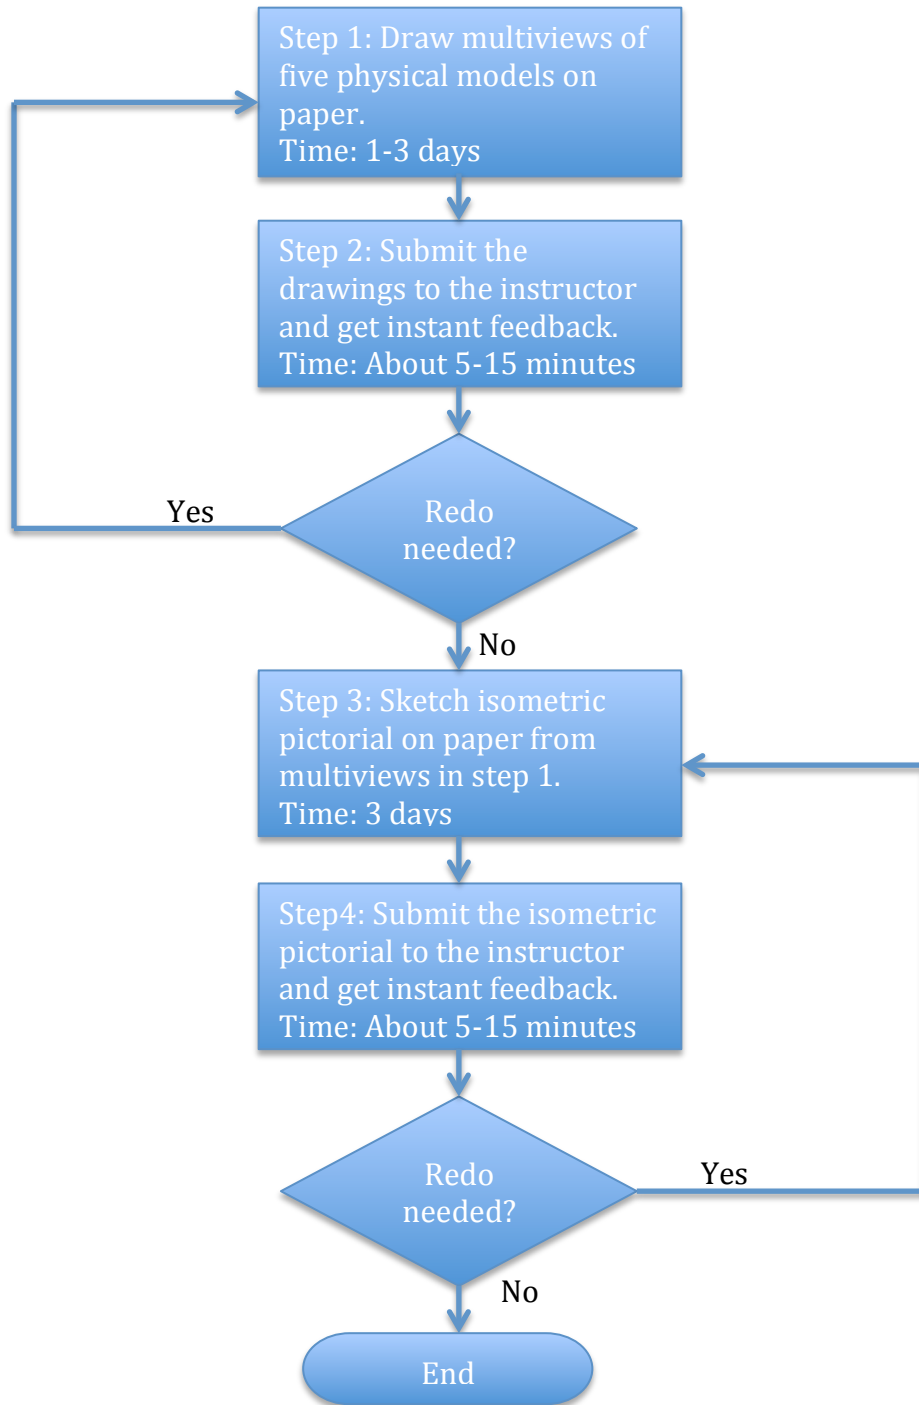 Step 1: Draw multiviews of
five physical models on
paper.
Time: 1-3 days
Step 2: Submit the
drawings to the instructor
and get instant feedback.
Time: About 5-15 minutes
Redo
needed?
Yes
No
Step 3: Sketch isometric
pictorial on paper from
multiviews in step 1.
Time: 3 days
Step4: Submit the isometric
pictorial to the instructor
and get instant feedback.
Time: About 5-15 minutes
Redo
needed?
Yes
No
End